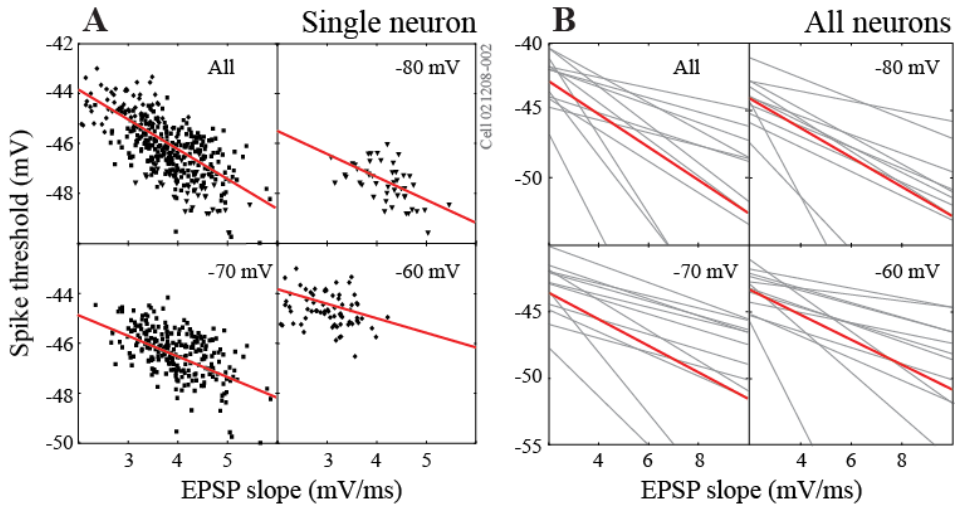 A Single neuron
B All neurons
-42
-44
-46
-48
All
-80 mV
Cell 021208-002
-44
-46
-48
-50
-70 mV
-60 mV
3 4 5
3 4 5
Spike threshold (mV)
EPSP slope (mV/ms)
-40
-45
-50
All
-80 mV
-45
-50
-55
-70 mV
-60 mV
4 6 8
4 6 8
EPSP slope (mV/ms)